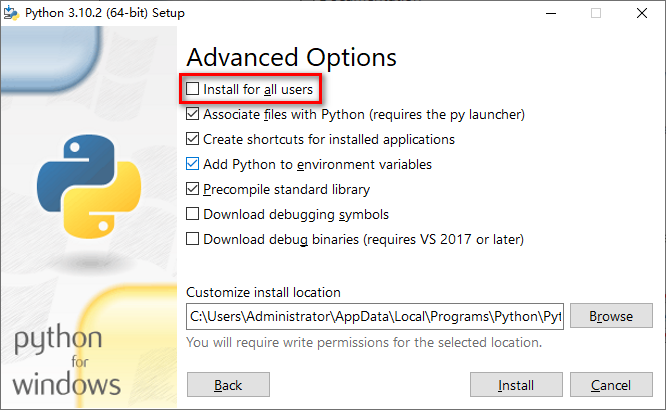 Python 3.10.2 (64-bit) Setup
Advanced Options
Install for all users
Associate files with Python (requires the py launcher)
Create shortcuts for installed applications
Add Python to environment variables
Precompile standard library
Download debugging symbols
Download debug binaries (requires VS 2017 or later)
Customize install location
C:\Users\Administrator\AppData\Local\Programs\Python\Pyt
Browse
You will require write permissions for the selected location.
python
for
windows
Back
Install
Cancel